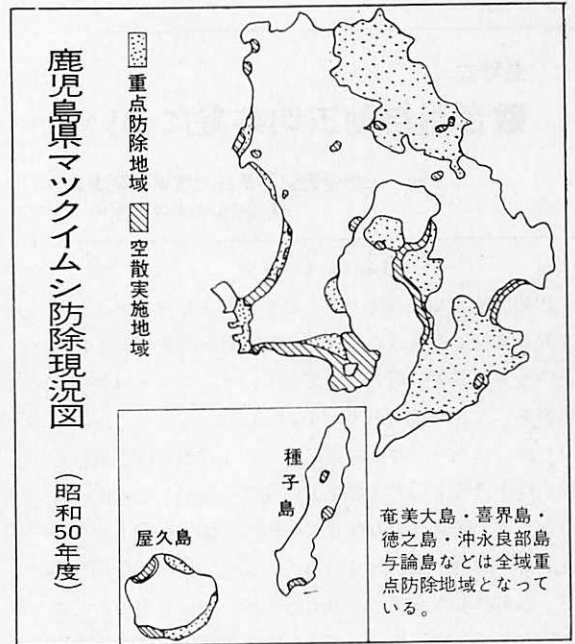 鹿児島県マックイムシ防除現況図
(昭和50年度)
重点防除地域
空散実施地域
種子島
屋久島
奄美大島・喜界島・
徳之島・沖永良部島
与論島などは全域重
点防除地域となって
いる。